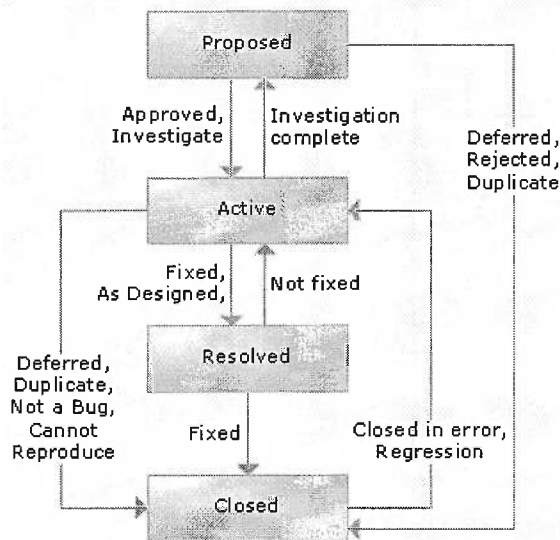 Proposed
Approved,
Investigate
Investigation
complete
Deferred,
Rejected,
Duplicate
Active
Fixed,
As Designed,
Not fixed
Resolved
Deferred,
Duplicate,
Not a Bug,
Cannot
Reproduce
Fixed
Closed in error,
Regression
Closed